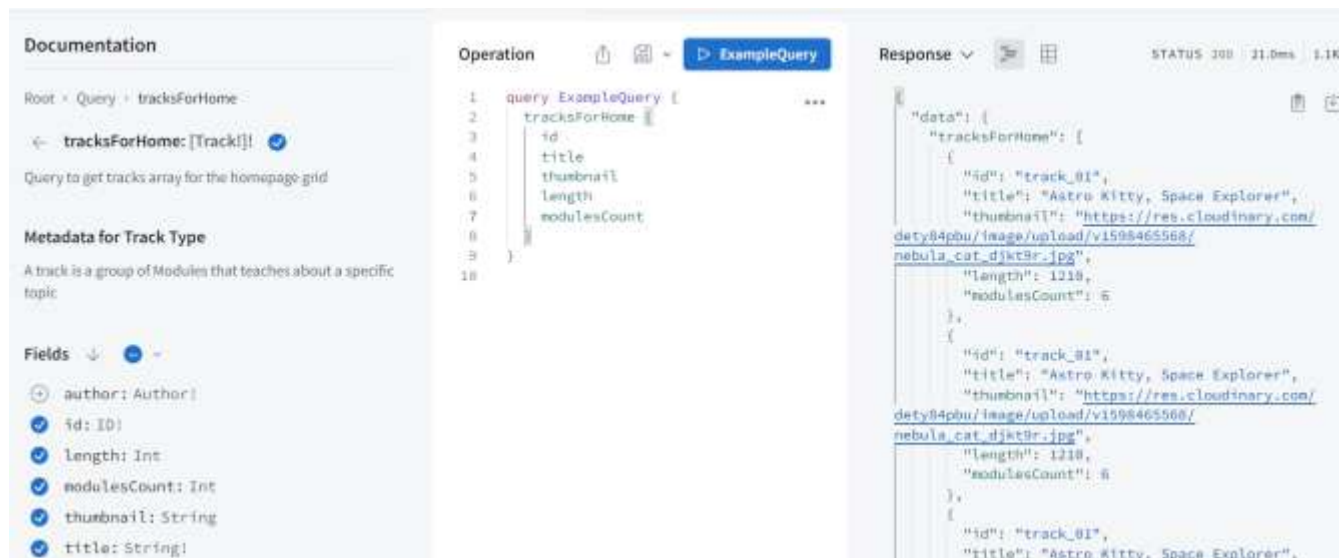 Documentation
Root › Query › tracksForHome
← tracksForHome: [Track!]!
Query to get tracks array for the homepage grid
Metadata for Track Type
A track is a group of Modules that teaches about a specific
topic
Fields
author: Author!
id: ID!
length: Int
modulesCount: Int
thumbnail: String
title: String!
Operation
ExampleQuery
1 query ExampleQuery {
2 tracksForHome {
3 id
4 title
5 thumbnail
6 length
7 modulesCount
8 }
9 }
10
Response
STATUS 200 21.0ms 1.1K
{
"data": {
"tracksForHome": [
{
"id": "track_01",
"title": "Astro Kitty, Space Explorer",
"thumbnail": "https://res.cloudinary.com/
dety84pbu/image/upload/v1598465568/
nebula_cat_djkt9r.jpg",
"length": 1210,
"modulesCount": 6
},
{
"id": "track_01",
"title": "Astro Kitty, Space Explorer",
"thumbnail": "https://res.cloudinary.com/
dety84pbu/image/upload/v1598465568/
nebula_cat_djkt9r.jpg",
"length": 1210,
"modulesCount": 6
},
{
"id": "track_01",
"title": "Astro Kitty, Space Explorer",